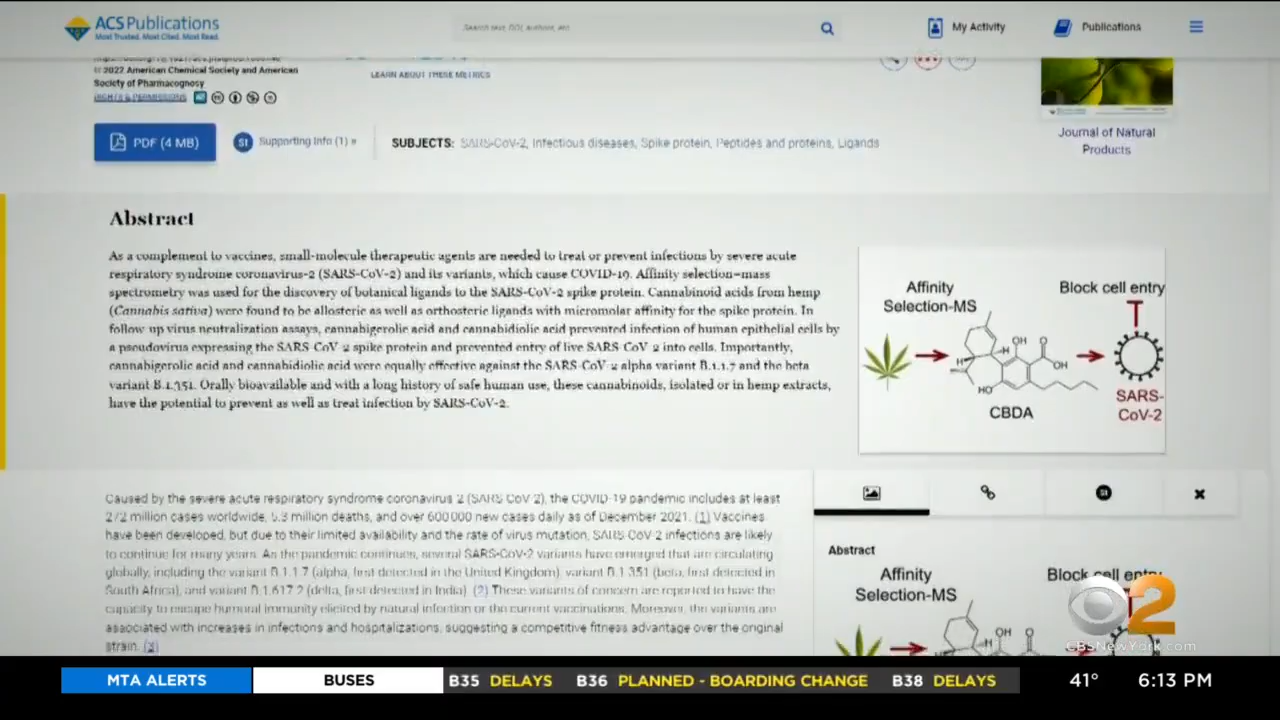 ACS Publications
Most Trusted. Most Cited. Most Read.
Search text, DOI, authors, etc.
My Activity
Publications
© 2022 American Chemical Society and American
Society of Pharmacognosy
RIGHTS & PERMISSIONS
LEARN ABOUT THESE METRICS
PDF (4 MB)
SI
Supporting Info (1) »
SUBJECTS: SARS-CoV-2, Infectious diseases, Spike protein, Peptides and proteins, Ligands
Journal of Natural
Products
Abstract
As a complement to vaccines, small-molecule therapeutic agents are needed to treat or prevent infections by severe acute
respiratory syndrome coronavirus-2 (SARS-CoV-2) and its variants, which cause COVID-19. Affinity selection–mass
spectrometry was used for the discovery of botanical ligands to the SARS-CoV-2 spike protein. Cannabinoid acids from hemp
(Cannabis sativa) were found to be allosteric as well as orthosteric ligands with micromolar affinity for the spike protein. In
follow-up virus neutralization assays, cannabigerolic acid and cannabidiolic acid prevented infection of human epithelial cells by
a pseudovirus expressing the SARS-CoV-2 spike protein and prevented entry of live SARS-CoV-2 into cells. Importantly,
cannabigerolic acid and cannabidiolic acid were equally effective against the SARS-CoV-2 alpha variant B.1.1.7 and the beta
variant B.1.351. Orally bioavailable and with a long history of safe human use, these cannabinoids, isolated or in hemp extracts,
have the potential to prevent as well as treat infection by SARS-CoV-2.
Affinity
Selection-MS
Block cell entry
H
H
OH
O
OH
HO
CBDA
SARS-
CoV-2
Caused by the severe acute respiratory syndrome coronavirus 2 (SARS-CoV-2), the COVID-19 pandemic includes at least
272 million cases worldwide, 5.3 million deaths, and over 600 000 new cases daily as of December 2021. (1) Vaccines
have been developed, but due to their limited availability and the rate of virus mutation, SARS-CoV-2 infections are likely
to continue for many years. As the pandemic continues, several SARS-CoV-2 variants have emerged that are circulating
globally, including the variant B.1.1.7 (alpha, first detected in the United Kingdom), variant B.1.351 (beta, first detected in
South Africa), and variant B.1.617.2 (delta, first detected in India). (2) These variants of concern are reported to have the
capacity to escape humoral immunity elicited by natural infection or the current vaccinations. Moreover, the variants are
associated with increases in infections and hospitalizations, suggesting a competitive fitness advantage over the original
strain. (3)
SI
Abstract
Affinity
Selection-MS
Block cell entry
H
OH
O
2
CBSNewYork.com
MTA ALERTS
BUSES
B35 DELAYS B36 PLANNED - BOARDING CHANGE B38 DELAYS
41° 6:13 PM